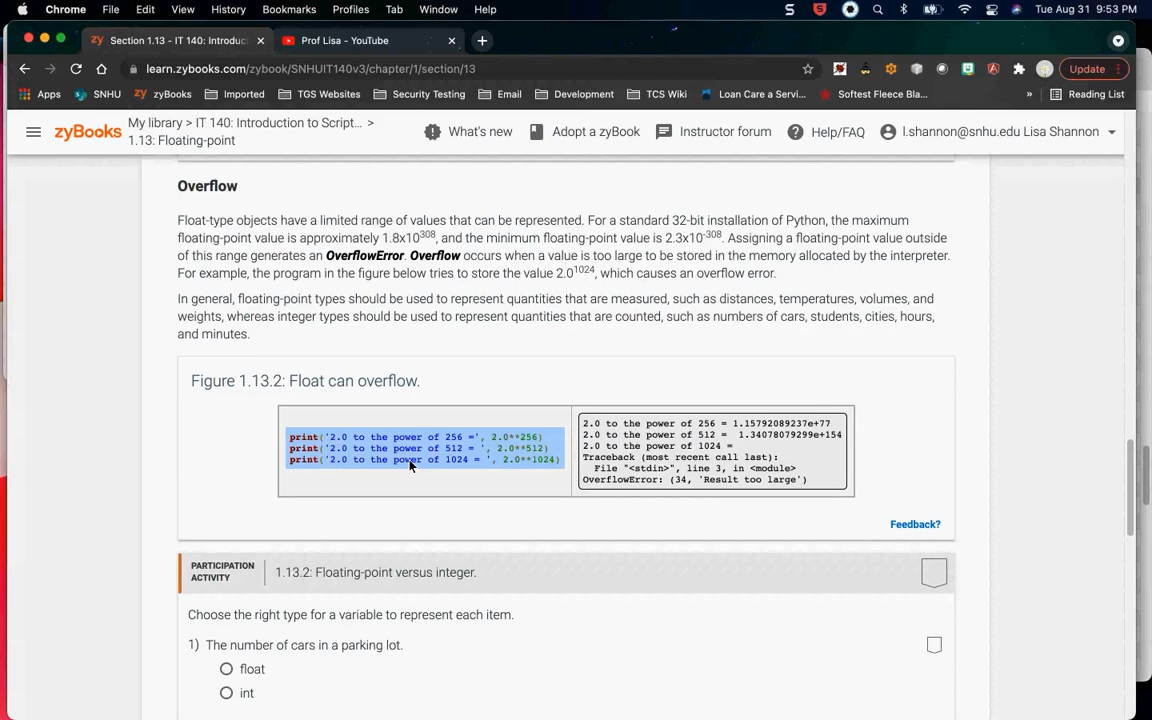 Chrome File Edit View History Bookmarks Profiles Tab Window Help Tue Aug 31 9:53 PM
Section 1.13 - IT 140: Introduc Prof Lisa - YouTube
learn.zybooks.com/zybook/SNHUIT140v3/chapter/1/section/13 Update
Apps SNHU zyBooks Imported TGS Websites Security Testing Email Development TCS Wiki Loan Care a Servi... Softest Fleece Bla... » Reading List
zyBooks My library > IT 140: Introduction to Script... > What's new Adopt a zyBook Instructor forum Help/FAQ l.shannon@snhu.edu Lisa Shannon
1.13: Floating-point
Overflow
Float-type objects have a limited range of values that can be represented. For a standard 32-bit installation of Python, the maximum
floating-point value is approximately 1.8x10³⁰⁸, and the minimum floating-point value is 2.3x10⁻³⁰⁸. Assigning a floating-point value outside
of this range generates an OverflowError. Overflow occurs when a value is too large to be stored in the memory allocated by the interpreter.
For example, the program in the figure below tries to store the value 2.0¹⁰²⁴, which causes an overflow error.
In general, floating-point types should be used to represent quantities that are measured, such as distances, temperatures, volumes, and
weights, whereas integer types should be used to represent quantities that are counted, such as numbers of cars, students, cities, hours,
and minutes.
Figure 1.13.2: Float can overflow.
print('2.0 to the power of 256 =', 2.0**256)
print('2.0 to the power of 512 = ', 2.0**512)
print('2.0 to the power of 1024 = ', 2.0**1024)
2.0 to the power of 256 = 1.15792089237e+77
2.0 to the power of 512 =  1.34078079299e+154
2.0 to the power of 1024 =
Traceback (most recent call last):
File "<stdin>", line 3, in <module>
OverflowError: (34, 'Result too large')
Feedback?
PARTICIPATION
ACTIVITY
1.13.2: Floating-point versus integer.
Choose the right type for a variable to represent each item.
1) The number of cars in a parking lot.
float
int